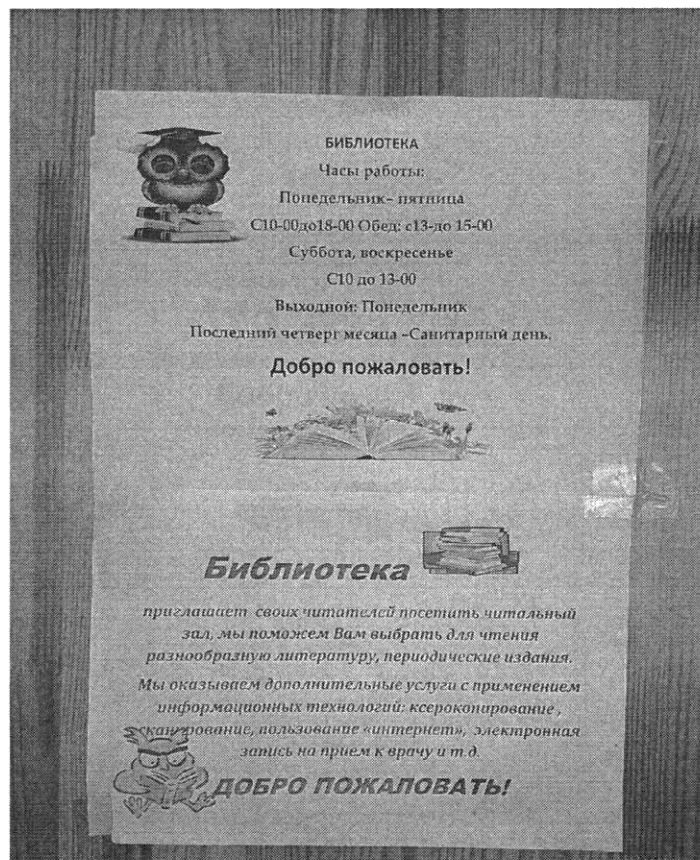 БИБЛИОТЕКА
Часы работы:
Понедельник– пятница
С10-00до18-00 Обед: с13-до 15-00
Суббота, воскресенье
С10 до 13-00
Выходной: Понедельник
Последний четверг месяца –Санитарный день.
Добро пожаловать!
Библиотека
приглашает своих читателей посетить читальный
зал, мы поможем Вам выбрать для чтения
разнообразную литературу, периодические издания.
Мы оказываем дополнительные услуги с применением
информационных технологий: ксерокопирование ,
сканирование, пользование «интернет», электронная
запись на прием к врачу и т.д.
ДОБРО ПОЖАЛОВАТЬ!